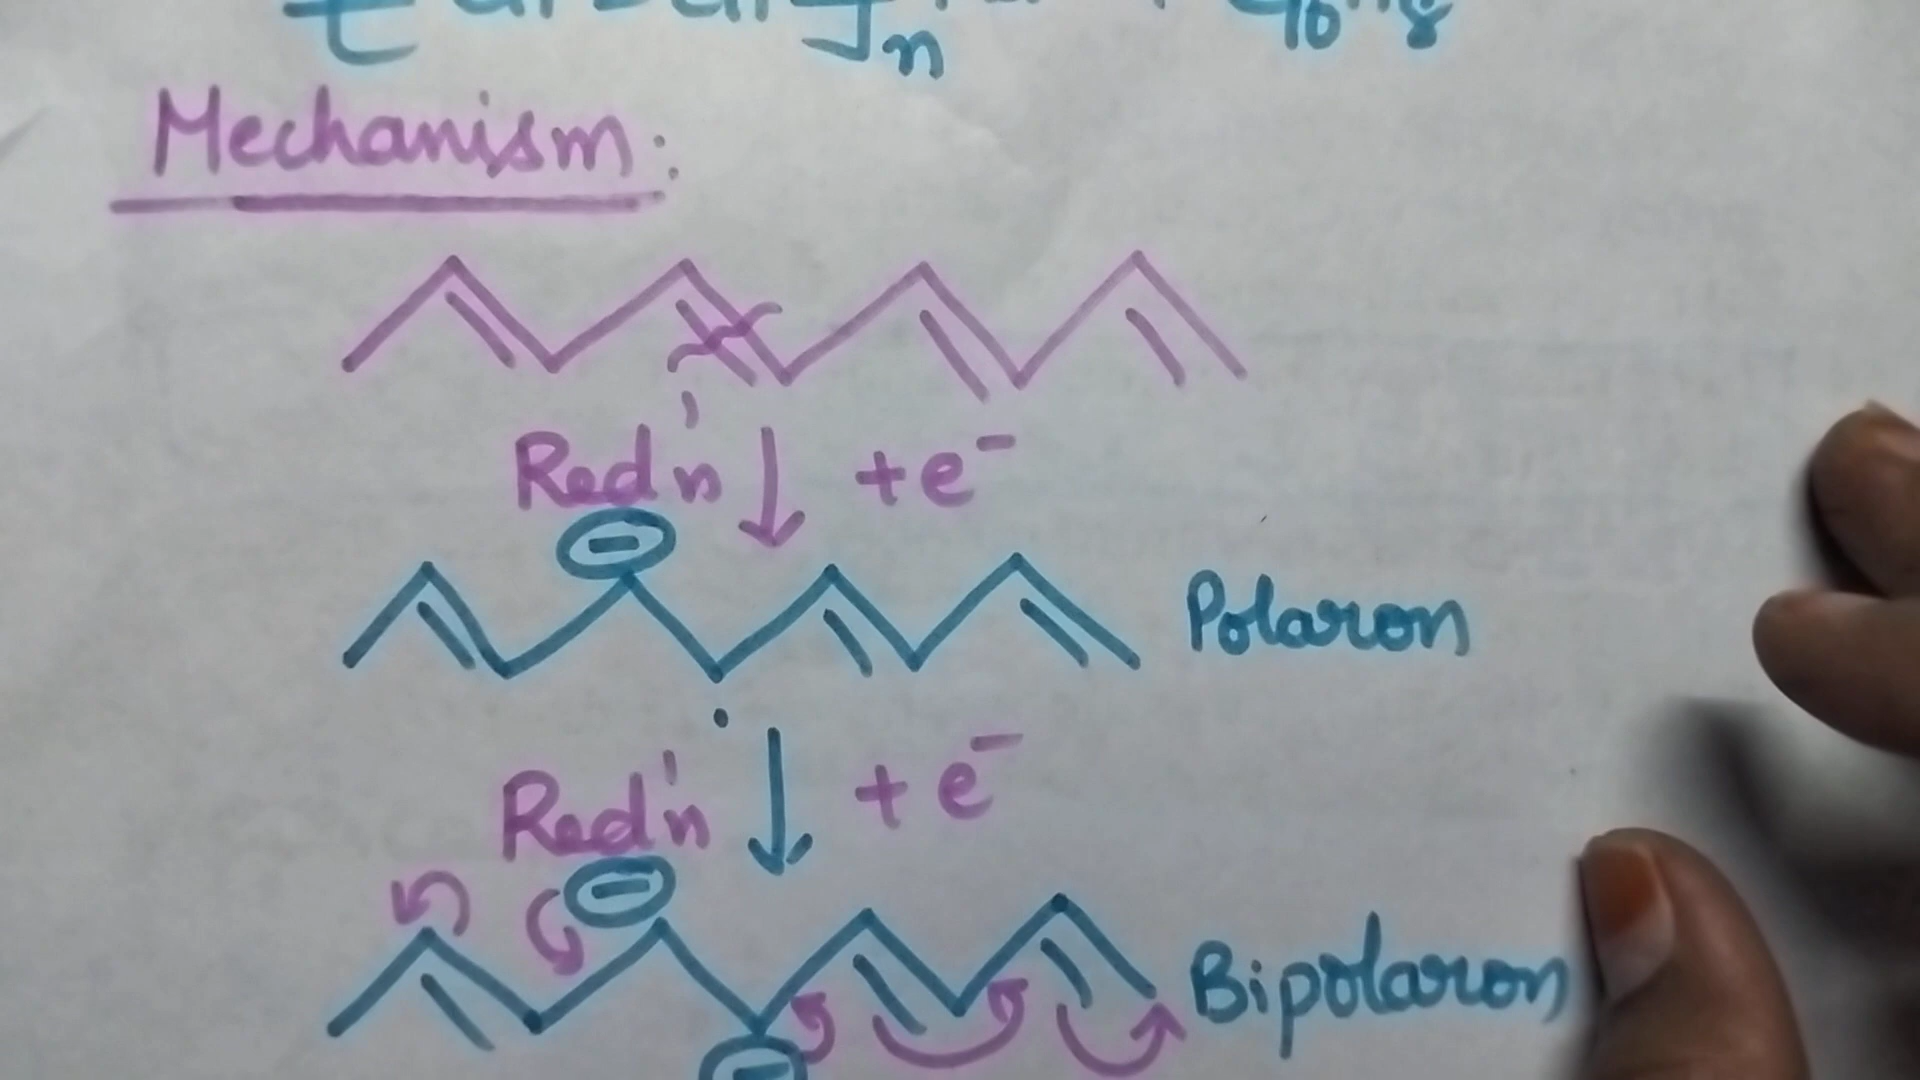 n
Mechanism:
Red'n +e⁻
⊖
Polaron
.
Red'n + e⁻
⊖
Bipolaron
⊖